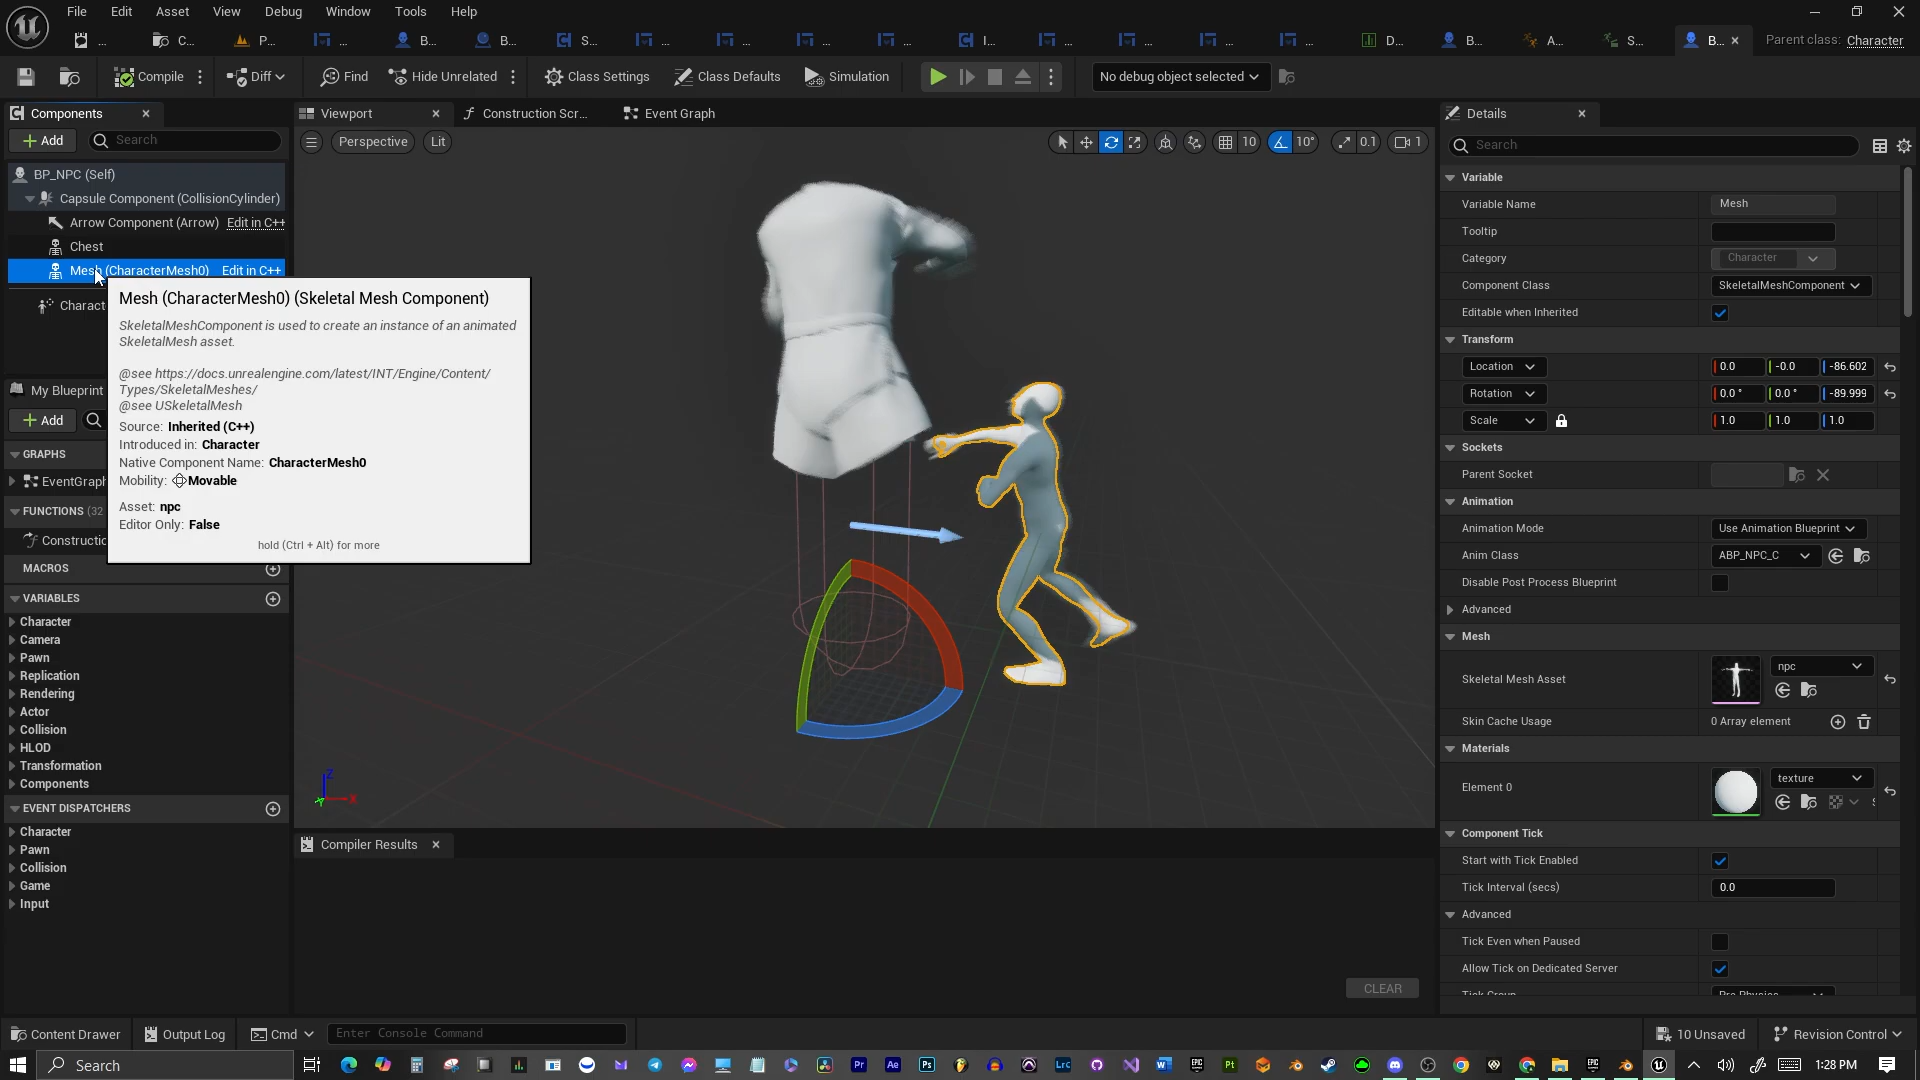 File Edit Asset View Debug Window Tools Help
... C... P... ... B... B... S... ... ... ... ... I... ... ... ... ... D... B... A... S... B... Parent class: Character
Compile Diff Find Hide Unrelated Class Settings Class Defaults Simulation No debug object selected
Components
Add Search
BP_NPC (Self)
Capsule Component (CollisionCylinder)
Arrow Component (Arrow) Edit in C++
Chest
Mesh (CharacterMesh0) Edit in C++
Charact
Mesh (CharacterMesh0) (Skeletal Mesh Component)
SkeletalMeshComponent is used to create an instance of an animated
SkeletalMesh asset.
@see https://docs.unrealengine.com/latest/INT/Engine/Content/
Types/SkeletalMeshes/
@see USkeletalMesh
Source: Inherited (C++)
Introduced in: Character
Native Component Name: CharacterMesh0
Mobility: Movable
Asset: npc
Editor Only: False
hold (Ctrl + Alt) for more
My Blueprint
Add
GRAPHS
EventGraph
FUNCTIONS (32
Constructio
MACROS
VARIABLES
Character
Camera
Pawn
Replication
Rendering
Actor
Collision
HLOD
Transformation
Components
EVENT DISPATCHERS
Character
Pawn
Collision
Game
Input
Viewport Construction Scr... Event Graph
Perspective Lit 10 10° 0.1 1
Z
X
Y
Compiler Results
CLEAR
Details
Search
Variable
Variable Name Mesh
Tooltip
Category Character
Component Class SkeletalMeshComponent
Editable when Inherited
Transform
Location 0.0 -0.0 -86.602
Rotation 0.0 ° 0.0 ° -89.999
Scale 1.0 1.0 1.0
Sockets
Parent Socket
Animation
Animation Mode Use Animation Blueprint
Anim Class ABP_NPC_C
Disable Post Process Blueprint
Advanced
Mesh
Skeletal Mesh Asset npc
Skin Cache Usage 0 Array element
Materials
Element 0 texture
Component Tick
Start with Tick Enabled
Tick Interval (secs) 0.0
Advanced
Tick Even when Paused
Allow Tick on Dedicated Server
Tick Group Pre Physics
Content Drawer Output Log Cmd Enter Console Command 10 Unsaved Revision Control
Search Pr Ae Ps Lrc W EPIC Pt EPIC 1:28 PM